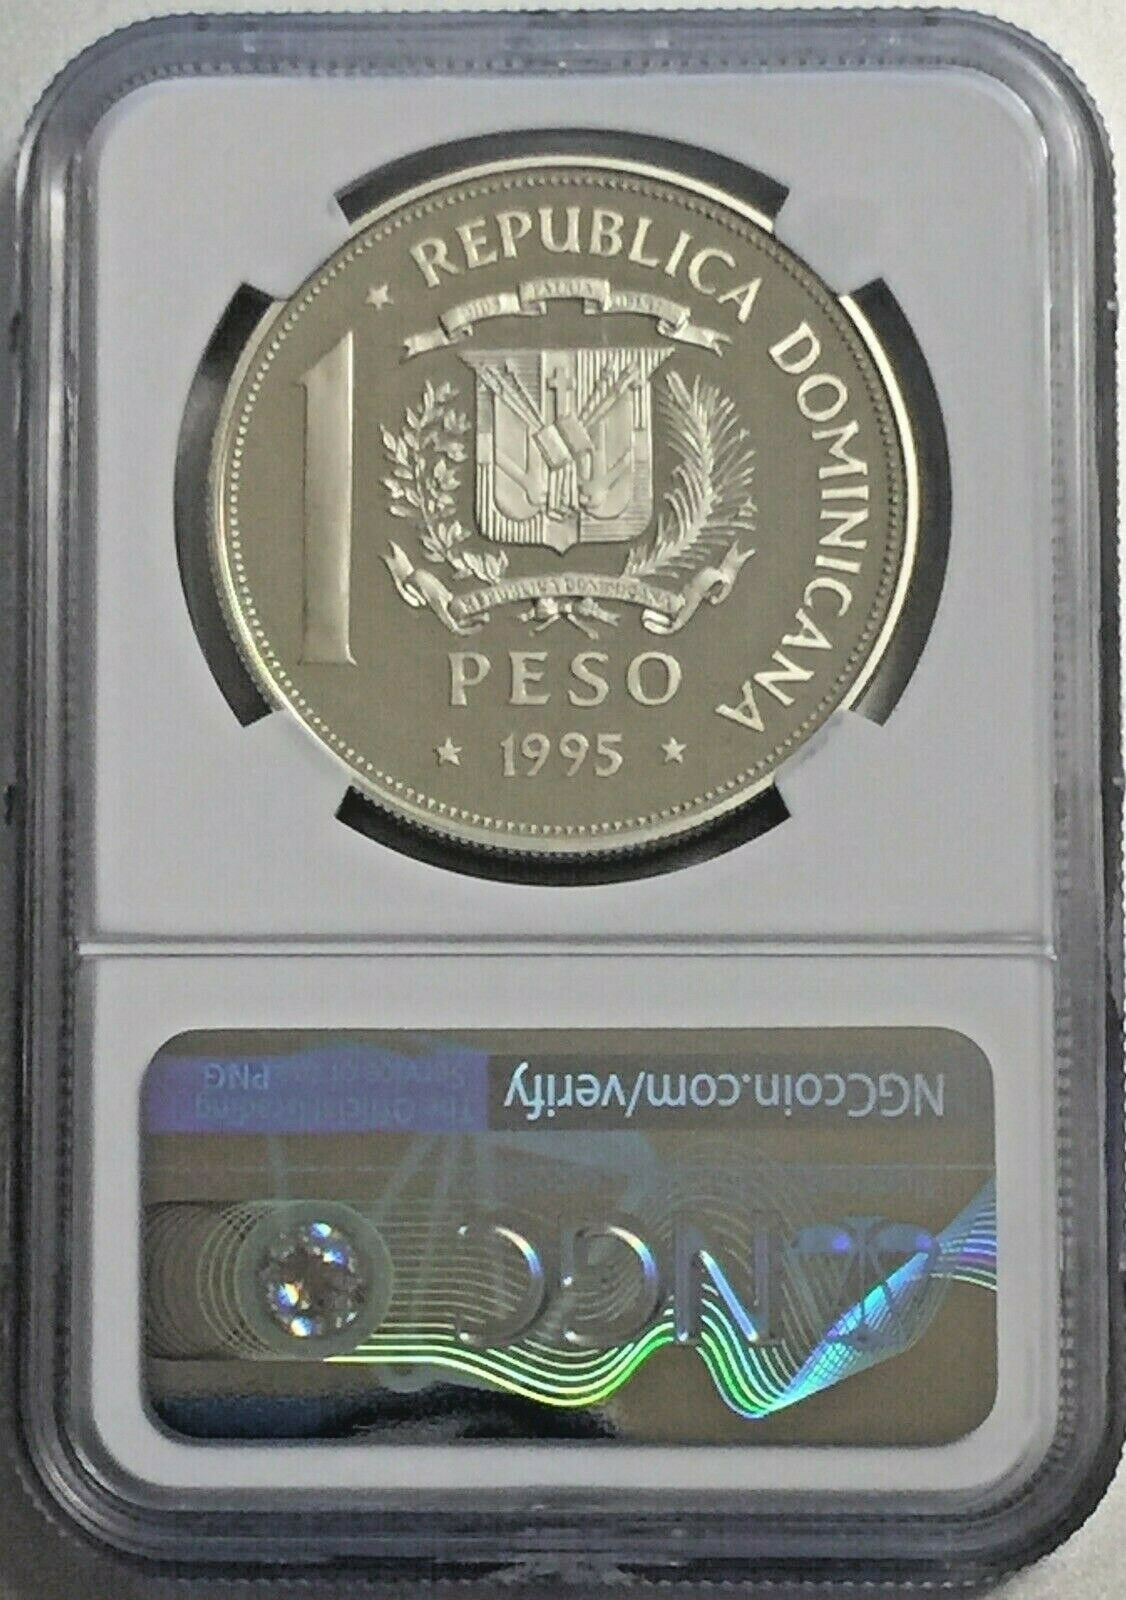 REPUBLICA DOMINICANA
DIOS PATRIA LIBERTAD
1
REPUBLICA DOMINICANA
PESO
1995
NGCcoin.com/verify
The Official Grading
Service of the PNG
NGC